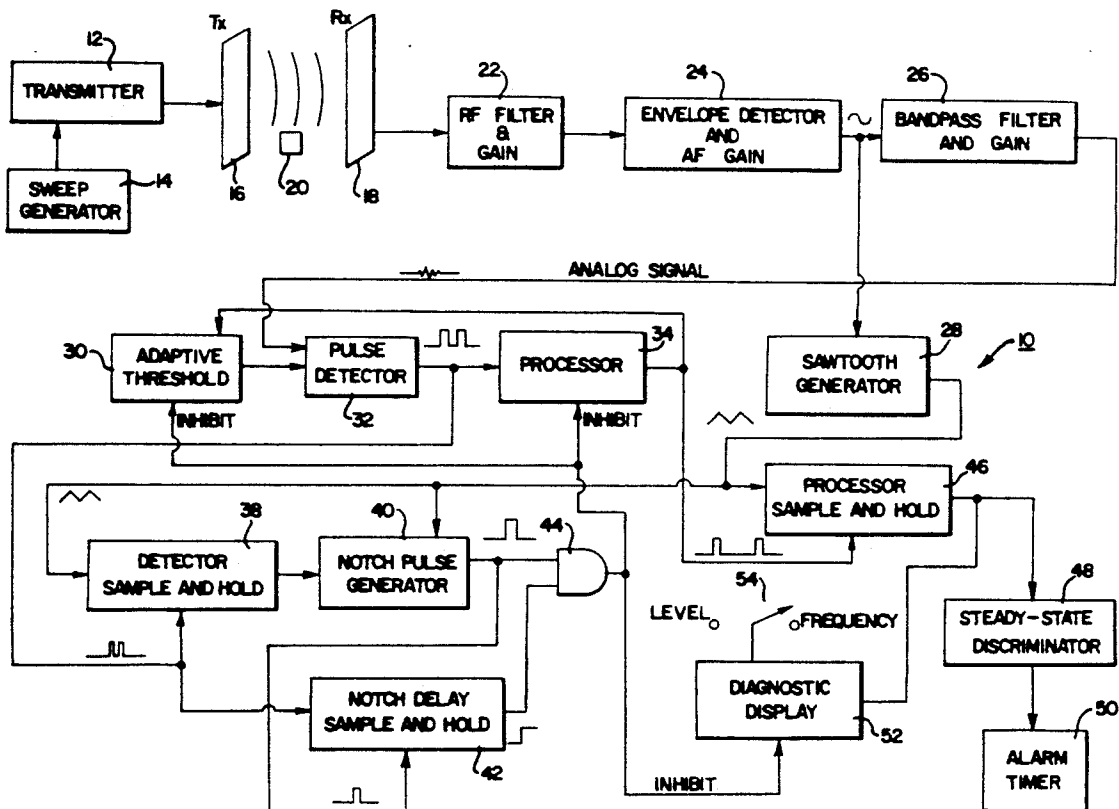 Tx
Rx
12
TRANSMITTER
14
SWEEP
GENERATOR
16
20
18
22
RF FILTER
&
GAIN
24
ENVELOPE DETECTOR
AND
AF GAIN
26
BANDPASS FILTER
AND GAIN
ANALOG SIGNAL
30
ADAPTIVE
THRESHOLD
INHIBIT
PULSE
DETECTOR
32
PROCESSOR
34
INHIBIT
SAWTOOTH
GENERATOR
28
10
38
DETECTOR
SAMPLE AND HOLD
40
NOTCH PULSE
GENERATOR
44
PROCESSOR
SAMPLE AND HOLD
46
54
LEVEL
FREQUENCY
48
STEADY-STATE
DISCRIMINATOR
NOTCH DELAY
SAMPLE AND HOLD
42
DIAGNOSTIC
DISPLAY
52
INHIBIT
50
ALARM
TIMER